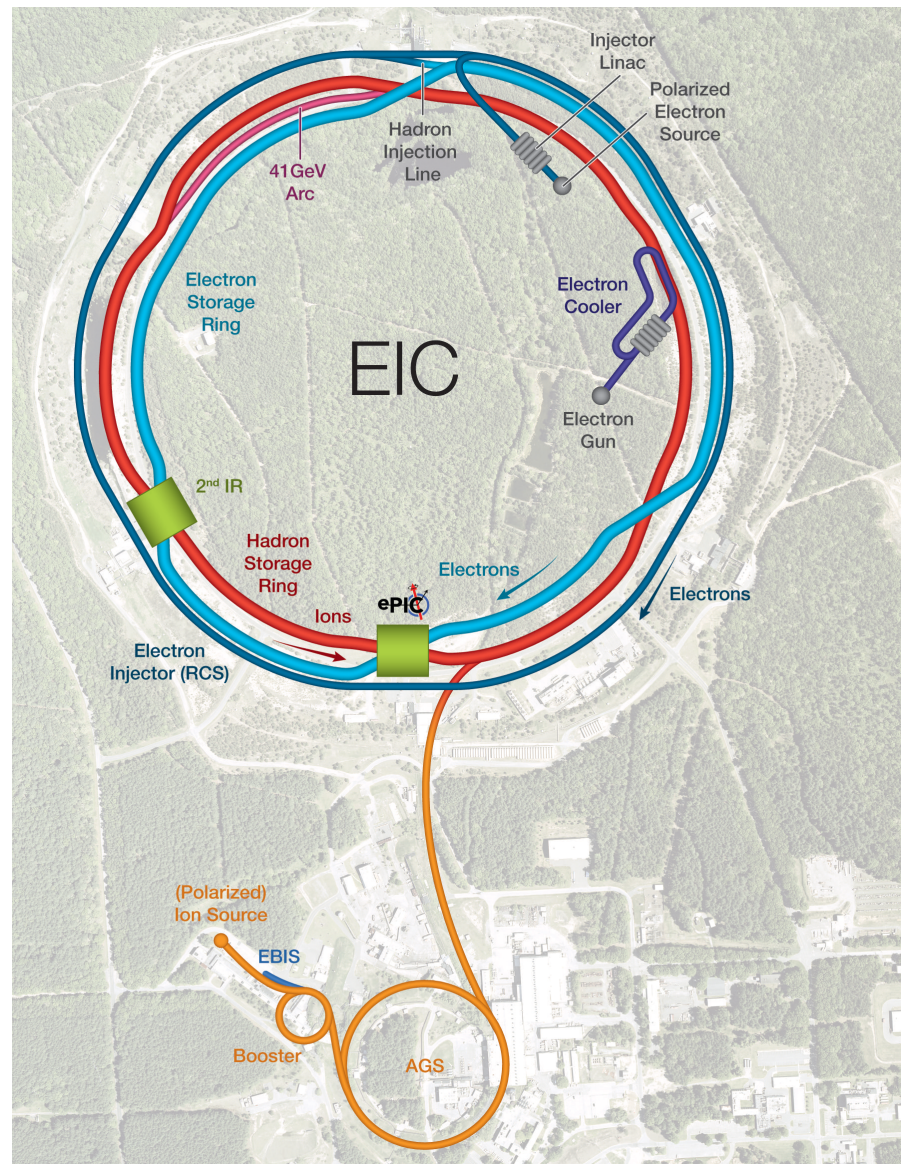 Injector
Linac
Polarized
Electron
Source
Hadron
Injection
Line
41GeV
Arc
Electron
Storage
Ring
Electron
Cooler
EIC
Electron
Gun
2nd IR
Hadron
Storage
Ring
Electrons
ePIC
Ions
Electrons
Electron
Injector (RCS)
(Polarized)
Ion Source
EBIS
Booster
AGS